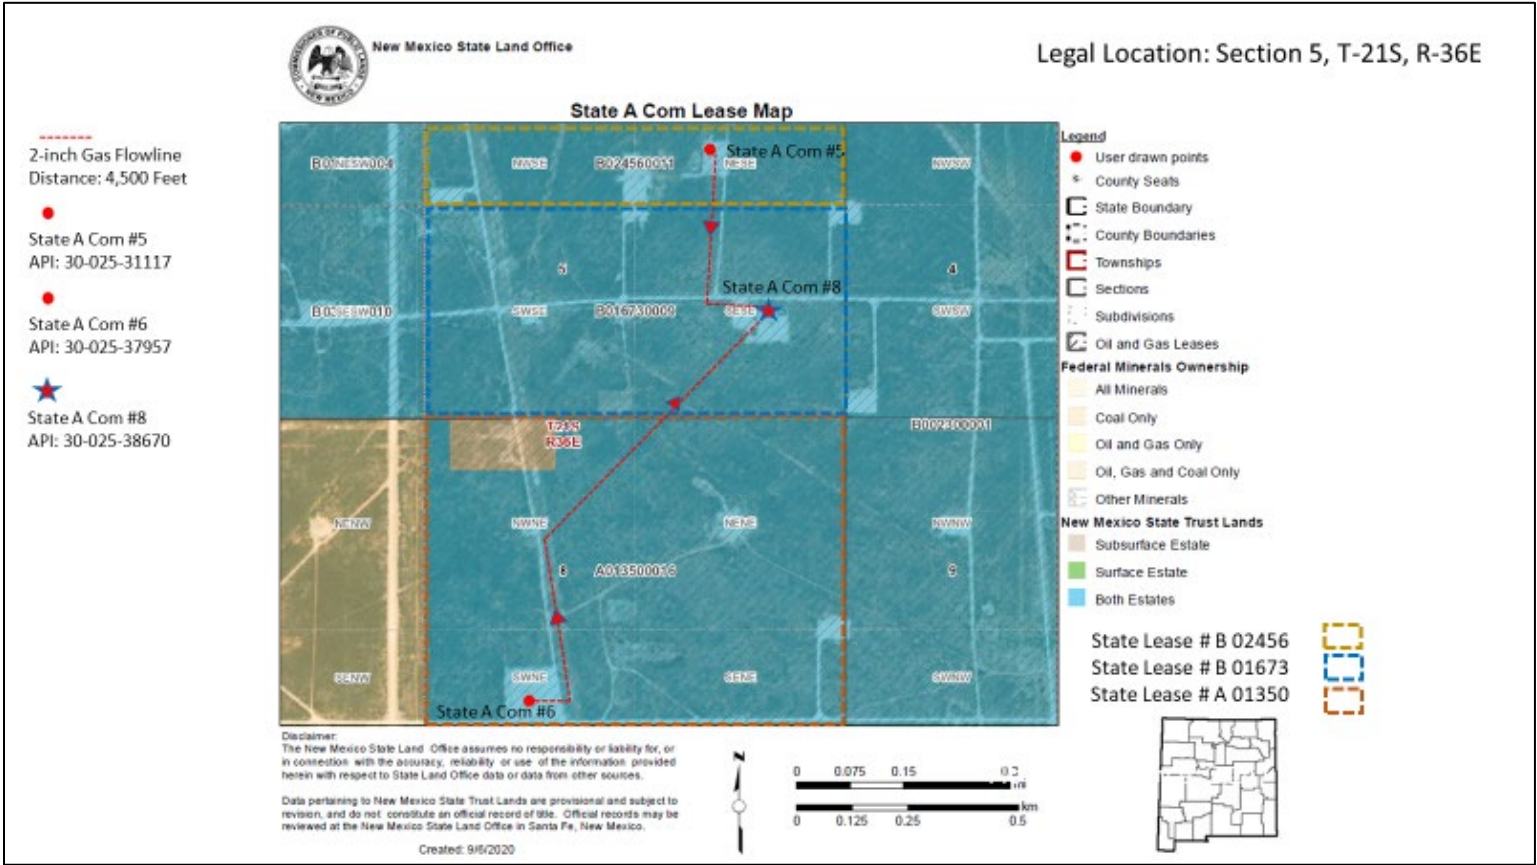 COMMISSIONER OF PUBLIC LANDS
NEW MEXICO
New Mexico State Land Office
Legal Location: Section 5, T-21S, R-36E
State A Com Lease Map
2-inch Gas Flowline
Distance: 4,500 Feet
State A Com #5
API: 30-025-31117
State A Com #6
API: 30-025-37957
State A Com #8
API: 30-025-38670
NWSE
B024560011
State A Com #5
NESE
NWSW
5
4
State A Com #8
SWSE
B016730009
SESE
SWSW
T21S
R36E
B002300001
NENW
NWNE
NENE
NWNW
8
A013500016
9
SENW
SWNE
SENE
SWNW
State A Com #6
Legend
User drawn points
County Seats
State Boundary
County Boundaries
Townships
Sections
Subdivisions
Oil and Gas Leases
Federal Minerals Ownership
All Minerals
Coal Only
Oil and Gas Only
Oil, Gas and Coal Only
Other Minerals
New Mexico State Trust Lands
Subsurface Estate
Surface Estate
Both Estates
State Lease # B 02456
State Lease # B 01673
State Lease # A 01350
Disclaimer:
The New Mexico State Land Office assumes no responsibility or liability for, or
in connection with the accuracy, reliability or use of the information provided
herein with respect to State Land Office data or data from other sources.
Data pertaining to New Mexico State Trust Lands are provisional and subject to
revision, and do not constitute an official record of title. Official records may be
reviewed at the New Mexico State Land Office in Santa Fe, New Mexico.
Created: 9/6/2020
N
0 0.075 0.15
mi
km
0 0.125 0.25 0.5